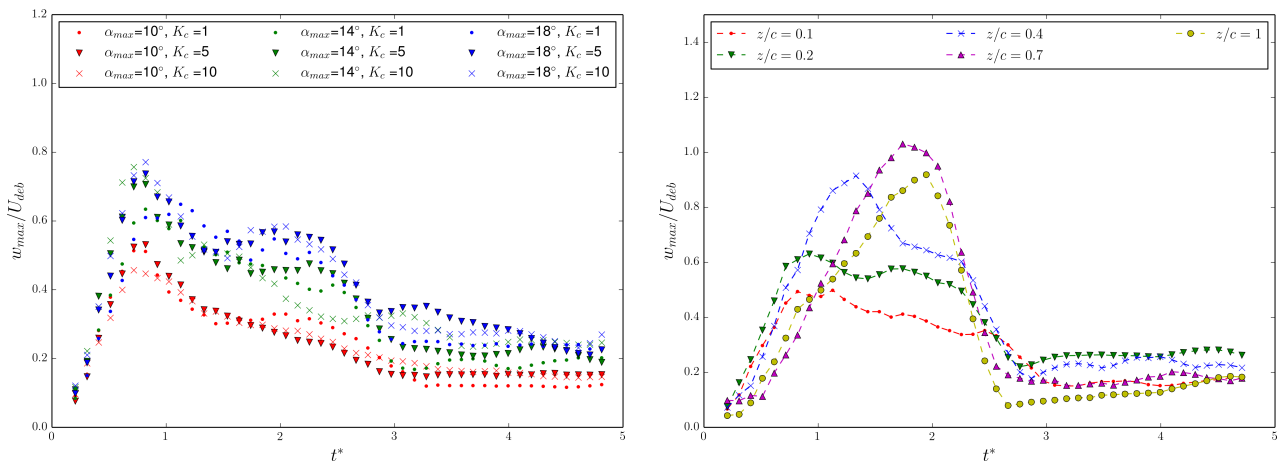 1.2
1.0
0.8
0.6
0.4
0.2
0.0
w_max/U_deb
α_max=10°, K_c=1
α_max=10°, K_c=5
α_max=10°, K_c=10
α_max=14°, K_c=1
α_max=14°, K_c=5
α_max=14°, K_c=10
α_max=18°, K_c=1
α_max=18°, K_c=5
α_max=18°, K_c=10
0 1 2 3 4 5
t*
1.4
1.2
1.0
0.8
0.6
0.4
0.2
0.0
w_max/U_deb
z/c = 0.1
z/c = 0.2
z/c = 0.4
z/c = 0.7
z/c = 1
0 1 2 3 4 5
t*